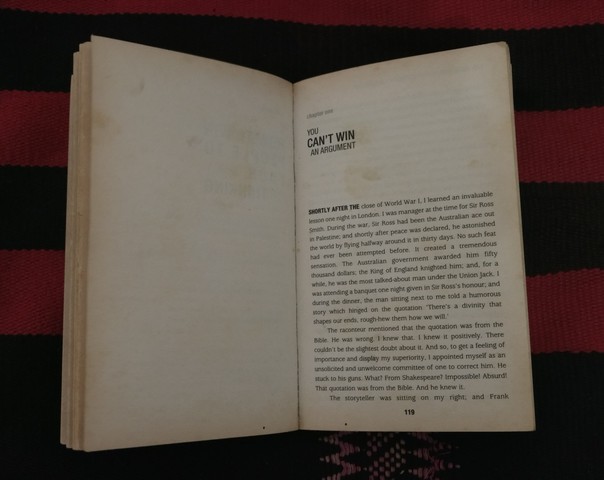 chapter one
YOU
CAN'T WIN
AN ARGUMENT
SHORTLY AFTER THE close of World War I, I learned an invaluable
lesson one night in London. I was manager at the time for Sir Ross
Smith. During the war, Sir Ross had been the Australian ace out
in Palestine; and shortly after peace was declared, he astonished
the world by flying halfway around it in thirty days. No such feat
had ever been attempted before. It created a tremendous
sensation. The Australian government awarded him fifty
thousand dollars; the King of England knighted him; and, for a
while, he was the most talked-about man under the Union Jack. I
was attending a banquet one night given in Sir Ross's honour; and
during the dinner, the man sitting next to me told a humorous
story which hinged on the quotation "There's a divinity that
shapes our ends, rough-hew them how we will."
The raconteur mentioned that the quotation was from the
Bible. He was wrong. I knew that. I knew it positively. There
couldn't be the slightest doubt about it. And so, to get a feeling of
importance and display my superiority, I appointed myself as an
unsolicited and unwelcome committee of one to correct him. He
stuck to his guns. What? From Shakespeare? Impossible! Absurd!
That quotation was from the Bible. And he knew it.
The storyteller was sitting on my right; and Frank
119